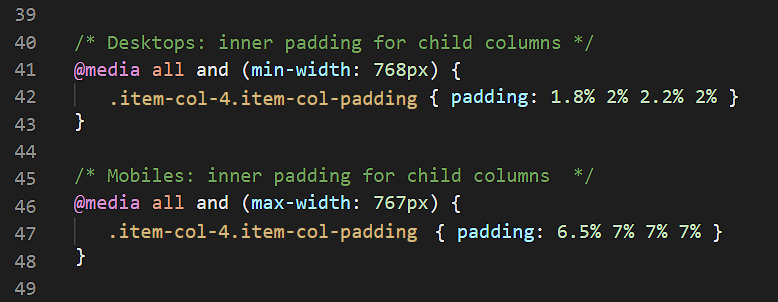 39
40 /* Desktops: inner padding for child columns */
41 @media all and (min-width: 768px) {
42 .item-col-4.item-col-padding { padding: 1.8% 2% 2.2% 2% }
43 }
44
45 /* Mobiles: inner padding for child columns  */
46 @media all and (max-width: 767px) {
47 .item-col-4.item-col-padding  { padding: 6.5% 7% 7% 7% }
48 }
49